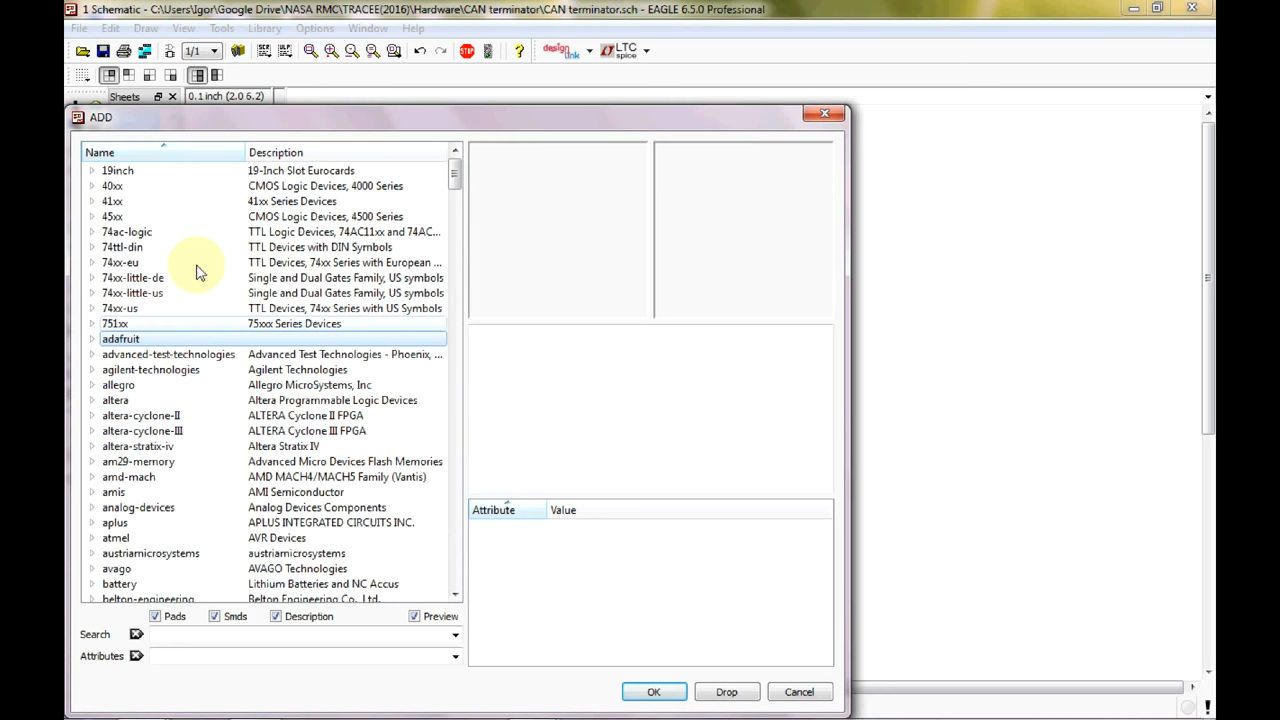 1 Schematic - C:\Users\Igor\Google Drive\NASA RMC\TRACEE(2016)\Hardware\CAN terminator\CAN terminator.sch - EAGLE 6.5.0 Professional
File Edit Draw View Tools Library Options Window Help
1/1 SCR ULP STOP ? design link LTC spice
Sheets 0.1 inch (2.0 6.2)
ADD
Name Description
19inch 19-Inch Slot Eurocards
40xx CMOS Logic Devices, 4000 Series
41xx 41xx Series Devices
45xx CMOS Logic Devices, 4500 Series
74ac-logic TTL Logic Devices, 74AC11xx and 74AC...
74ttl-din TTL Devices with DIN Symbols
74xx-eu TTL Devices, 74xx Series with European ...
74xx-little-de Single and Dual Gates Family, US symbols
74xx-little-us Single and Dual Gates Family, US symbols
74xx-us TTL Devices, 74xx Series with US Symbols
751xx 75xxx Series Devices
adafruit
advanced-test-technologies Advanced Test Technologies - Phoenix, ...
agilent-technologies Agilent Technologies
allegro Allegro MicroSystems, Inc
altera Altera Programmable Logic Devices
altera-cyclone-II ALTERA Cyclone II FPGA
altera-cyclone-III ALTERA Cyclone III FPGA
altera-stratix-iv Altera Stratix IV
am29-memory Advanced Micro Devices Flash Memories
amd-mach AMD MACH4/MACH5 Family (Vantis)
amis AMI Semiconductor
analog-devices Analog Devices Components
aplus APLUS INTEGRATED CIRCUITS INC.
atmel AVR Devices
austriamicrosystems austriamicrosystems
avago AVAGO Technologies
battery Lithium Batteries and NC Accus
belton-engineering Belton Engineering Co., Ltd.
Attribute Value
Pads Smds Description Preview
Search
Attributes
OK Drop Cancel